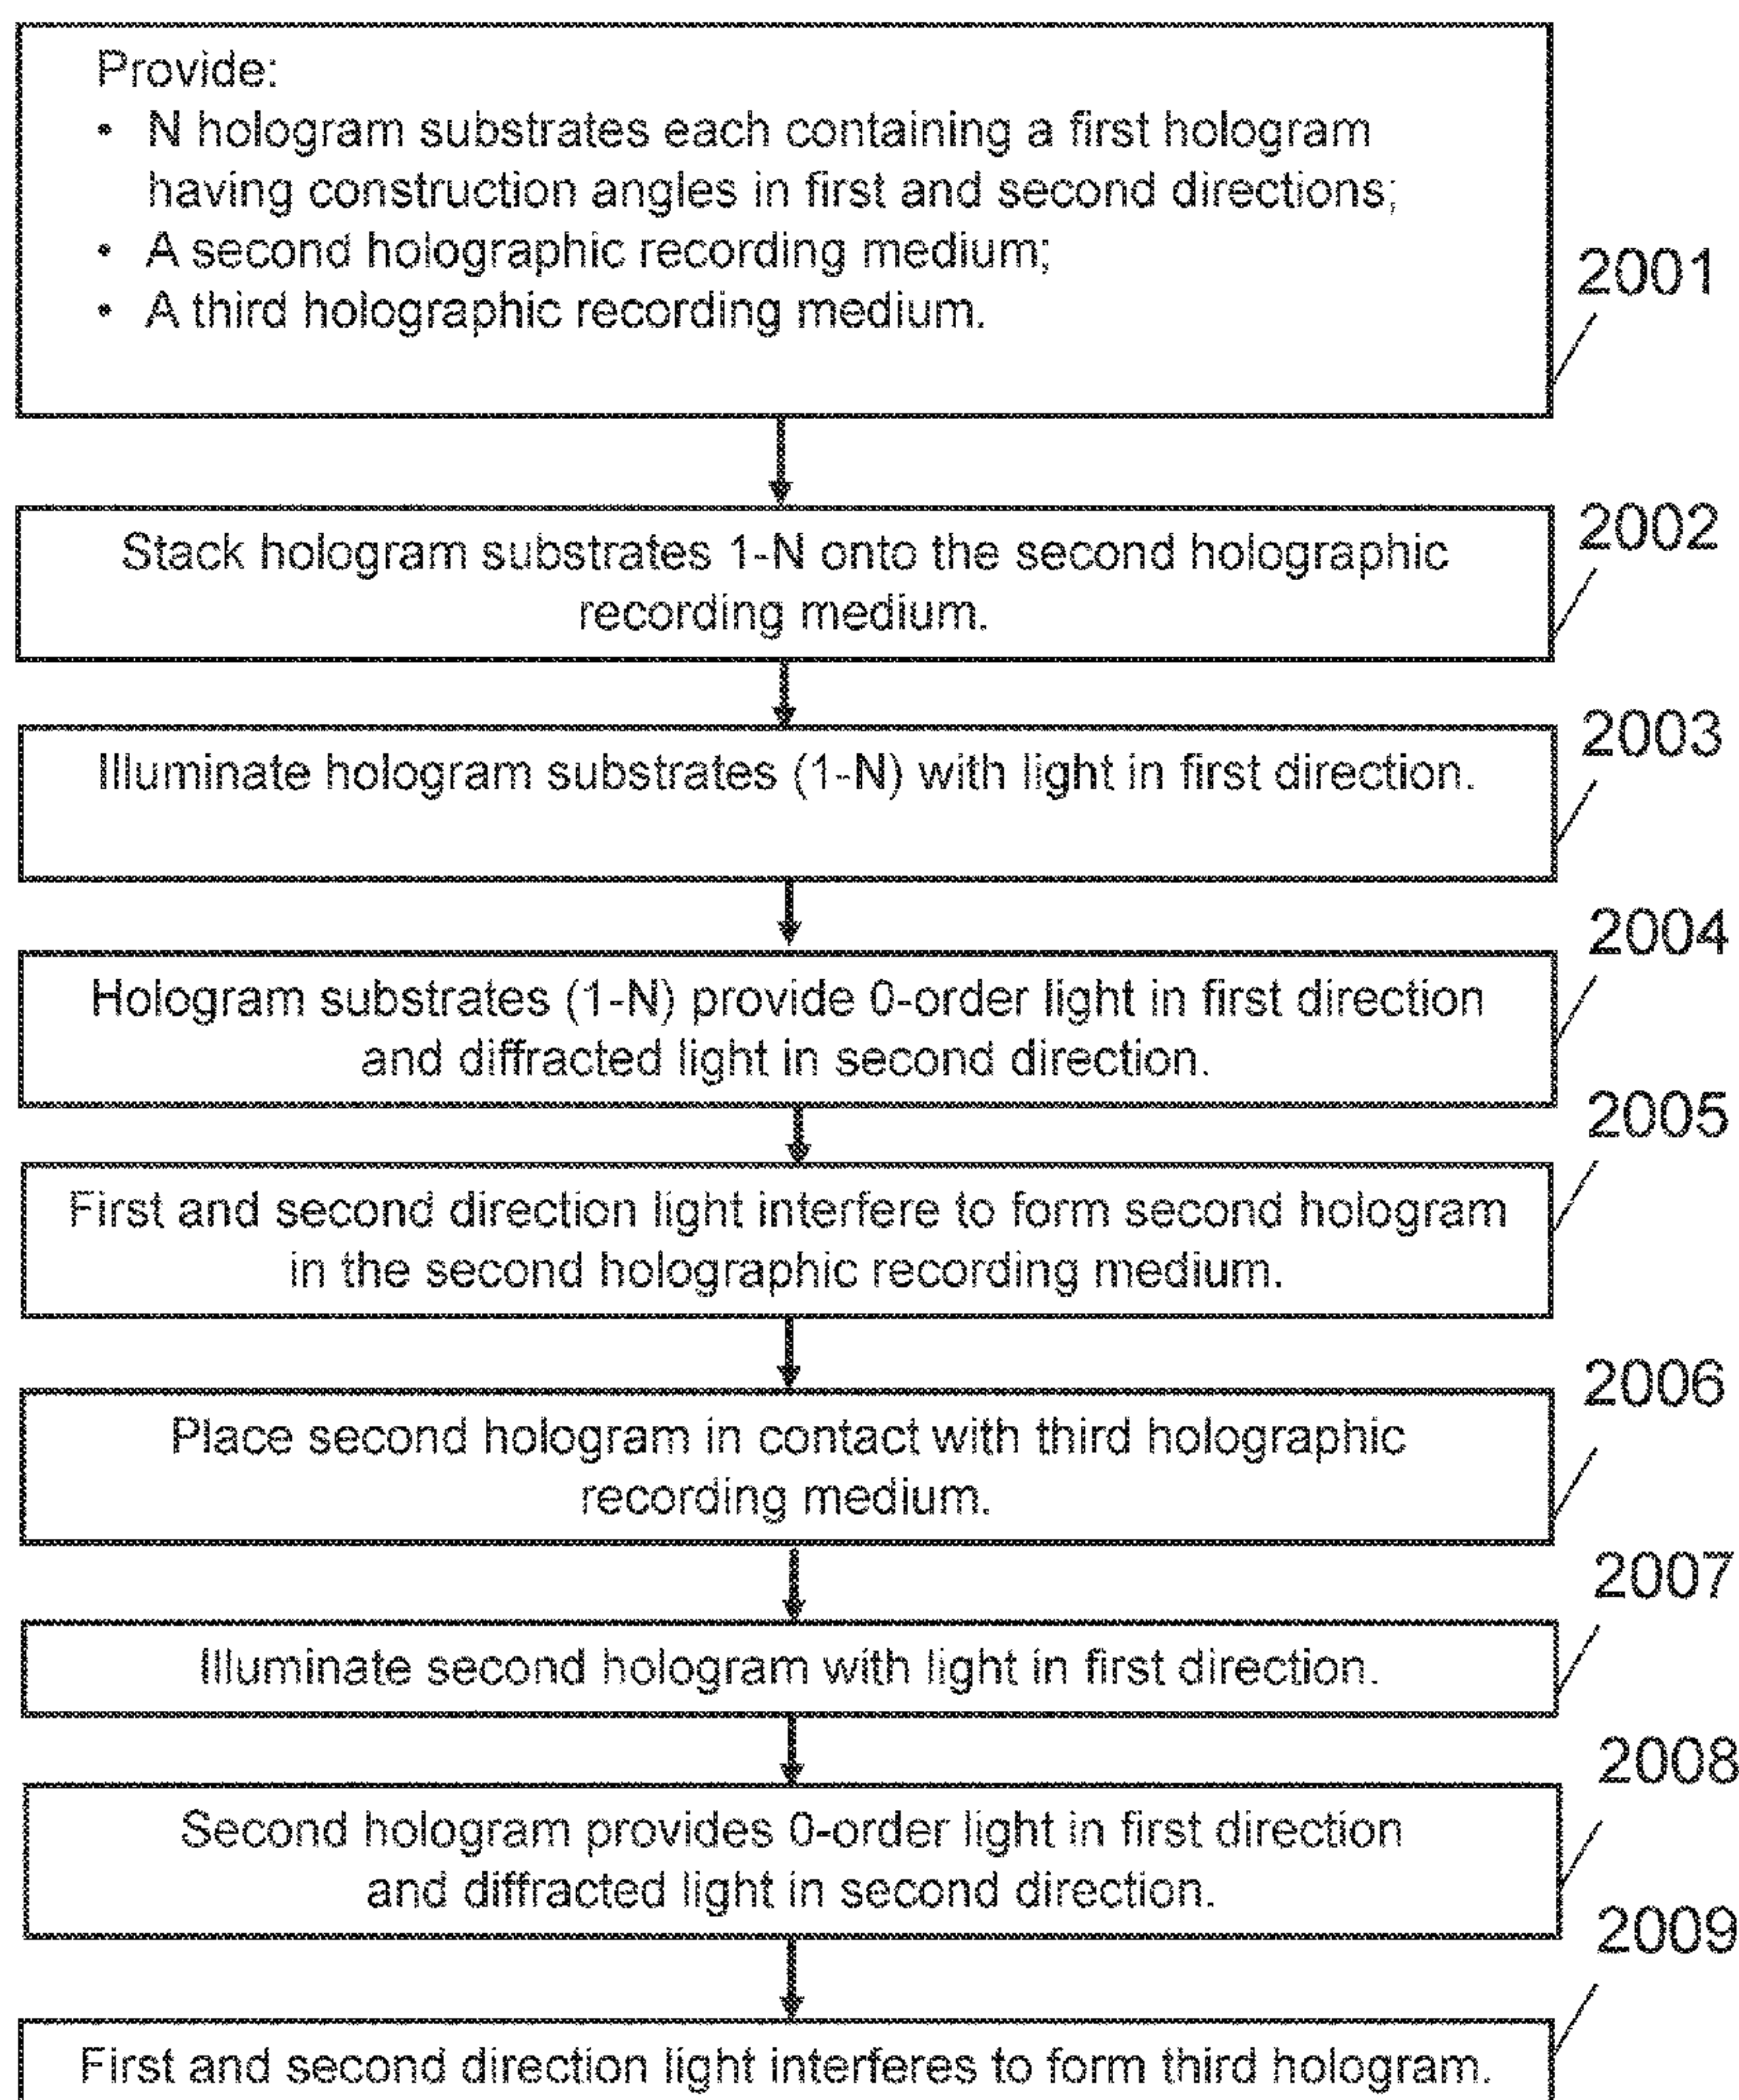 Provide:
• N hologram substrates each containing a first hologram
having construction angles in first and second directions;
• A second holographic recording medium;
• A third holographic recording medium.
2001
Stack hologram substrates 1-N onto the second holographic
recording medium.
2002
Illuminate hologram substrates (1-N) with light in first direction.
2003
Hologram substrates (1-N) provide 0-order light in first direction
and diffracted light in second direction.
2004
First and second direction light interfere to form second hologram
in the second holographic recording medium.
2005
Place second hologram in contact with third holographic
recording medium.
2006
Illuminate second hologram with light in first direction.
2007
Second hologram provides 0-order light in first direction
and diffracted light in second direction.
2008
First and second direction light interferes to form third hologram.
2009